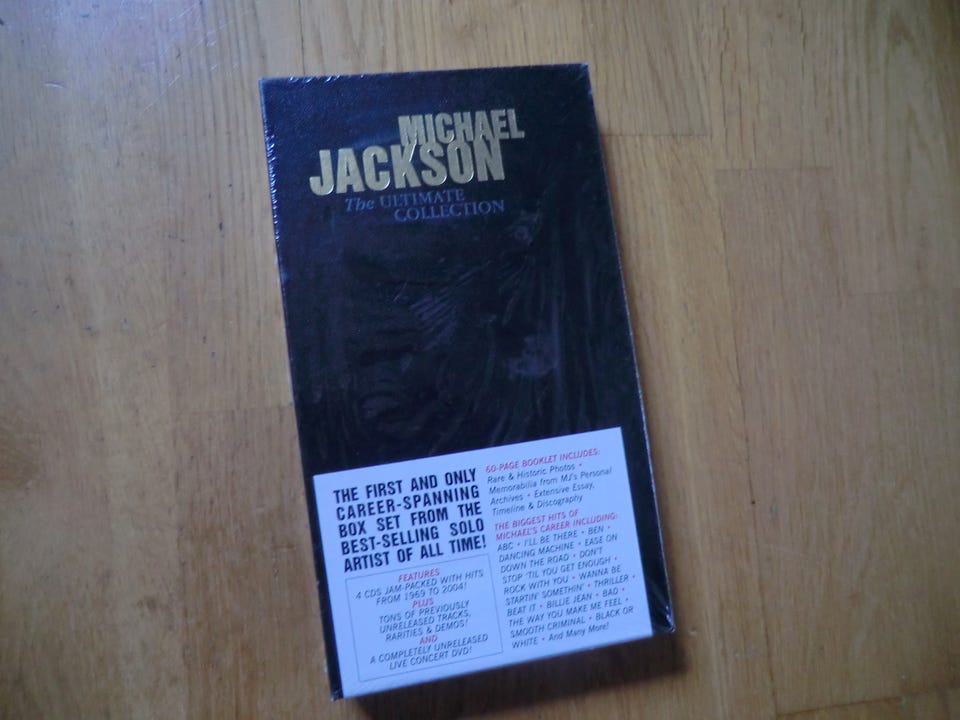 MICHAEL
JACKSON
The ULTIMATE
COLLECTION
THE FIRST AND ONLY
CAREER-SPANNING
BOX SET FROM THE
BEST-SELLING SOLO
ARTIST OF ALL TIME!
FEATURES
4 CDS JAM-PACKED WITH HITS
FROM 1969 TO 2004!
PLUS
TONS OF PREVIOUSLY
UNRELEASED TRACKS,
RARITIES & DEMOS!
AND
A COMPLETELY UNRELEASED
LIVE CONCERT DVD!
60-PAGE BOOKLET INCLUDES:
Rare & Historic Photos •
Memorabilia from MJ's Personal
Archives • Extensive Essay,
Timeline & Discography
THE BIGGEST HITS OF
MICHAEL'S CAREER INCLUDING:
ABC • I'LL BE THERE • BEN •
DANCING MACHINE • EASE ON
DOWN THE ROAD • DON'T
STOP 'TIL YOU GET ENOUGH •
ROCK WITH YOU • WANNA BE
STARTIN' SOMETHIN' • THRILLER •
BEAT IT • BILLIE JEAN • BAD •
THE WAY YOU MAKE ME FEEL •
SMOOTH CRIMINAL • BLACK OR
WHITE • And Many More!